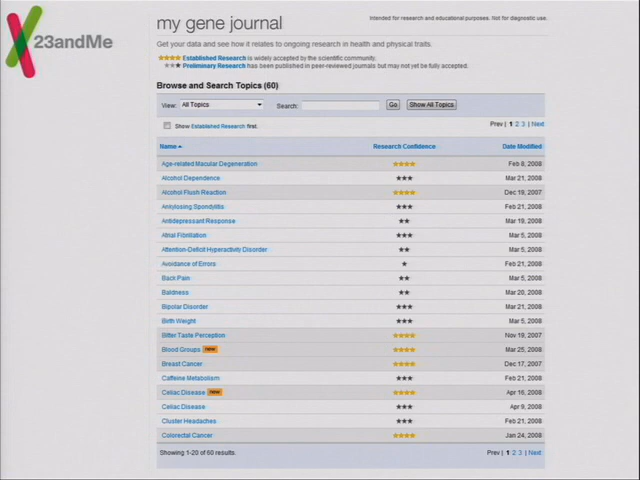 23andMe
my gene journal
Intended for research and educational purposes. Not for diagnostic use.
Get your data and see how it relates to ongoing research in health and physical traits.
★★★★ Established Research is widely accepted by the scientific community.
★★★ Preliminary Research has been published in peer-reviewed journals but may not yet be fully accepted.
Browse and Search Topics (60)
View: All Topics Search: Go Show All Topics
Show Established Research first. Prev | 1 2 3 | Next
Name Research Confidence Date Modified
Age-related Macular Degeneration ★★★★ Feb 8, 2008
Alcohol Dependence ★★★ Mar 21, 2008
Alcohol Flush Reaction ★★★★ Dec 19, 2007
Ankylosing Spondylitis ★★★ Feb 21, 2008
Antidepressant Response ★★ Mar 19, 2008
Atrial Fibrillation ★★★ Mar 5, 2008
Attention-Deficit Hyperactivity Disorder ★★ Mar 5, 2008
Avoidance of Errors ★ Feb 21, 2008
Back Pain ★★ Mar 5, 2008
Baldness ★★ Mar 20, 2008
Bipolar Disorder ★★★ Mar 21, 2008
Birth Weight ★★★ Mar 5, 2008
Bitter Taste Perception ★★★★ Nov 19, 2007
Blood Groups new ★★★★ Mar 25, 2008
Breast Cancer ★★★★ Dec 17, 2007
Caffeine Metabolism ★★★ Feb 21, 2008
Celiac Disease new ★★★★ Apr 16, 2008
Celiac Disease ★★★ Apr 9, 2008
Cluster Headaches ★★★ Feb 21, 2008
Colorectal Cancer ★★★★ Jan 24, 2008
Showing 1-20 of 60 results. Prev | 1 2 3 | Next